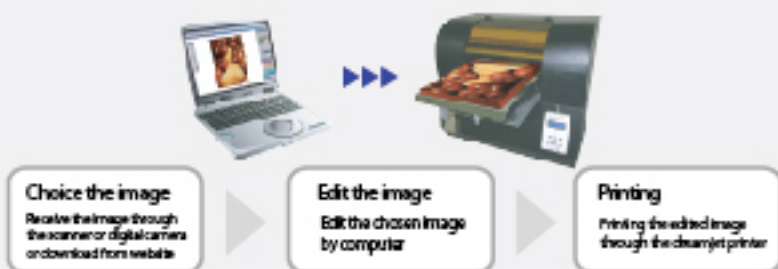 Choice the image
Receive the image through
the scanner or digital camera
or download from website
Edit the image
Edit the chosen image
by computer
Printing
Printing the edited image
through the dreamjet printer